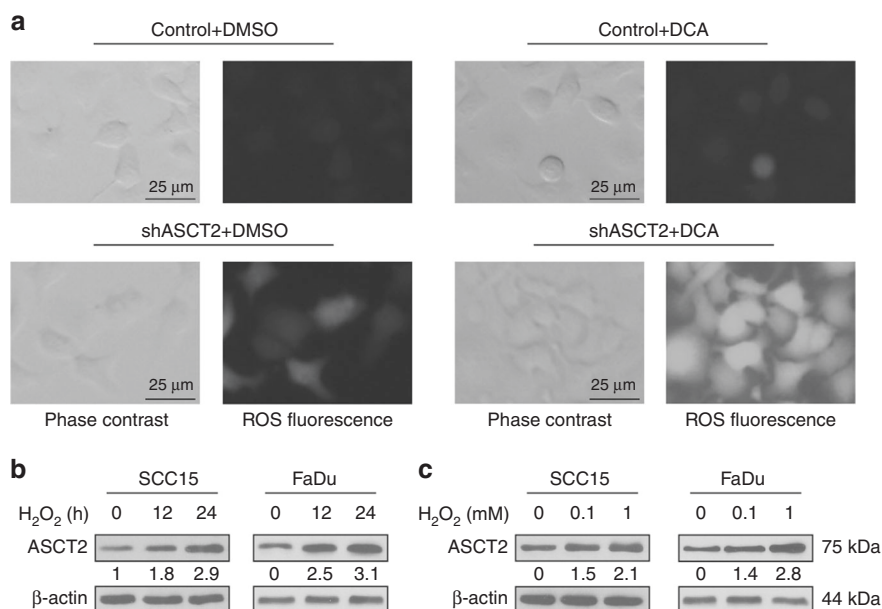 a
Control+DMSO
Control+DCA
25 μm
25 μm
shASCT2+DMSO
shASCT2+DCA
25 μm
25 μm
Phase contrast
ROS fluorescence
Phase contrast
ROS fluorescence
b
SCC15
FaDu
H₂O₂ (h)
0 12 24
0 12 24
ASCT2
1 1.8 2.9
0 2.5 3.1
β-actin
c
SCC15
FaDu
H₂O₂ (mM)
0 0.1 1
0 0.1 1
ASCT2
75 kDa
0 1.5 2.1
0 1.4 2.8
β-actin
44 kDa